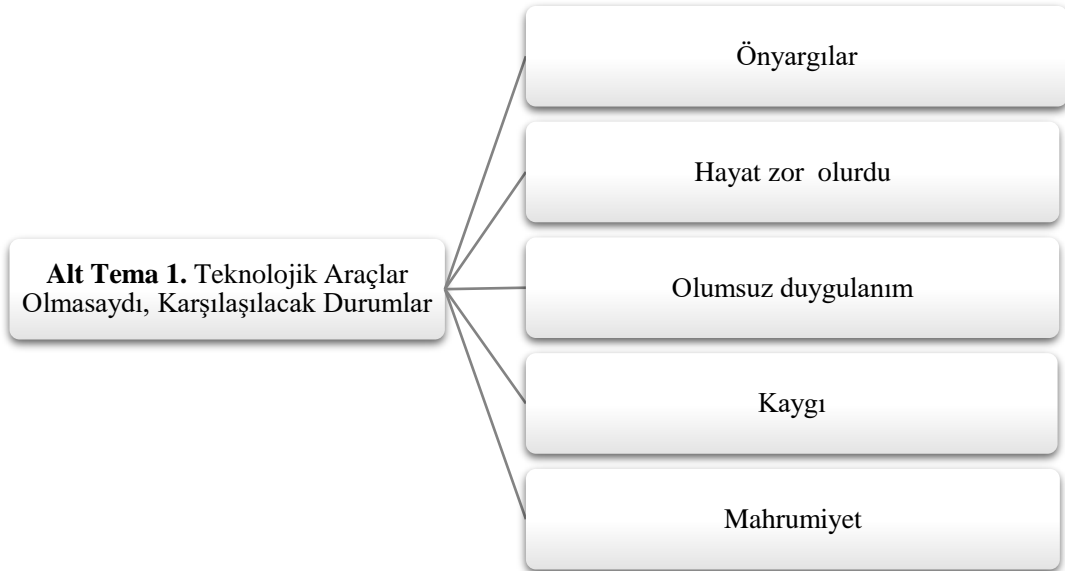 Önyargılar
Hayat zor  olurdu
Alt Tema 1. Teknolojik Araçlar
Olmasaydı, Karşılaşılacak Durumlar
Olumsuz duygulanım
Kaygı
Mahrumiyet